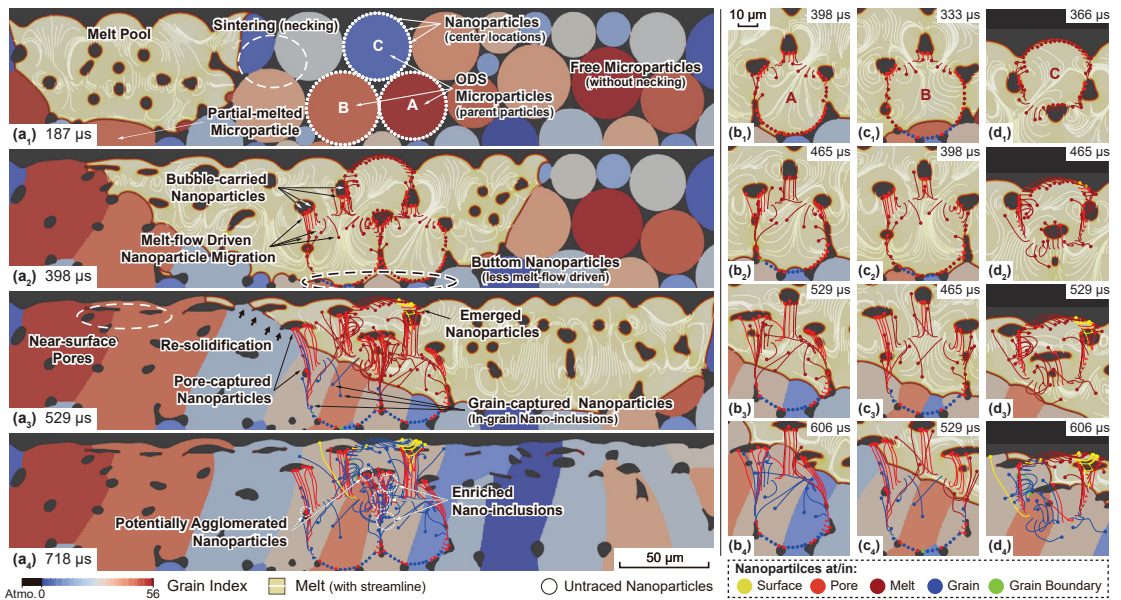 Sintering (necking)
Melt Pool
C
Nanoparticles
(center locations)
ODS
Microparticles
(parent particles)
Free Microparticles
(without necking)
B
A
Partial-melted
Microparticle
(a1) 187 μs
Bubble-carried
Nanoparticles
Melt-flow Driven
Nanoparticle Migration
Buttom Nanoparticles
(less melt-flow driven)
(a2) 398 μs
Near-surface
Pores
Re-solidification
Emerged
Nanoparticles
Pore-captured
Nanoparticles
Grain-captured Nanoparticles
(in-grain Nano-inclusions)
(a3) 529 μs
Potentially Agglomerated
Nanoparticles
Enriched
Nano-inclusions
(a4) 718 μs
50 μm
Atmo. 0
56
Grain Index
Melt (with streamline)
Untraced Nanoparticles
10 μm
398 μs
333 μs
366 μs
A
B
C
(b1)
(c1)
(d1)
465 μs
398 μs
465 μs
(b2)
(c2)
(d2)
529 μs
465 μs
529 μs
(b3)
(c3)
(d3)
606 μs
529 μs
606 μs
(b4)
(c4)
(d4)
Nanopartilces at/in:
Surface
Pore
Melt
Grain
Grain Boundary